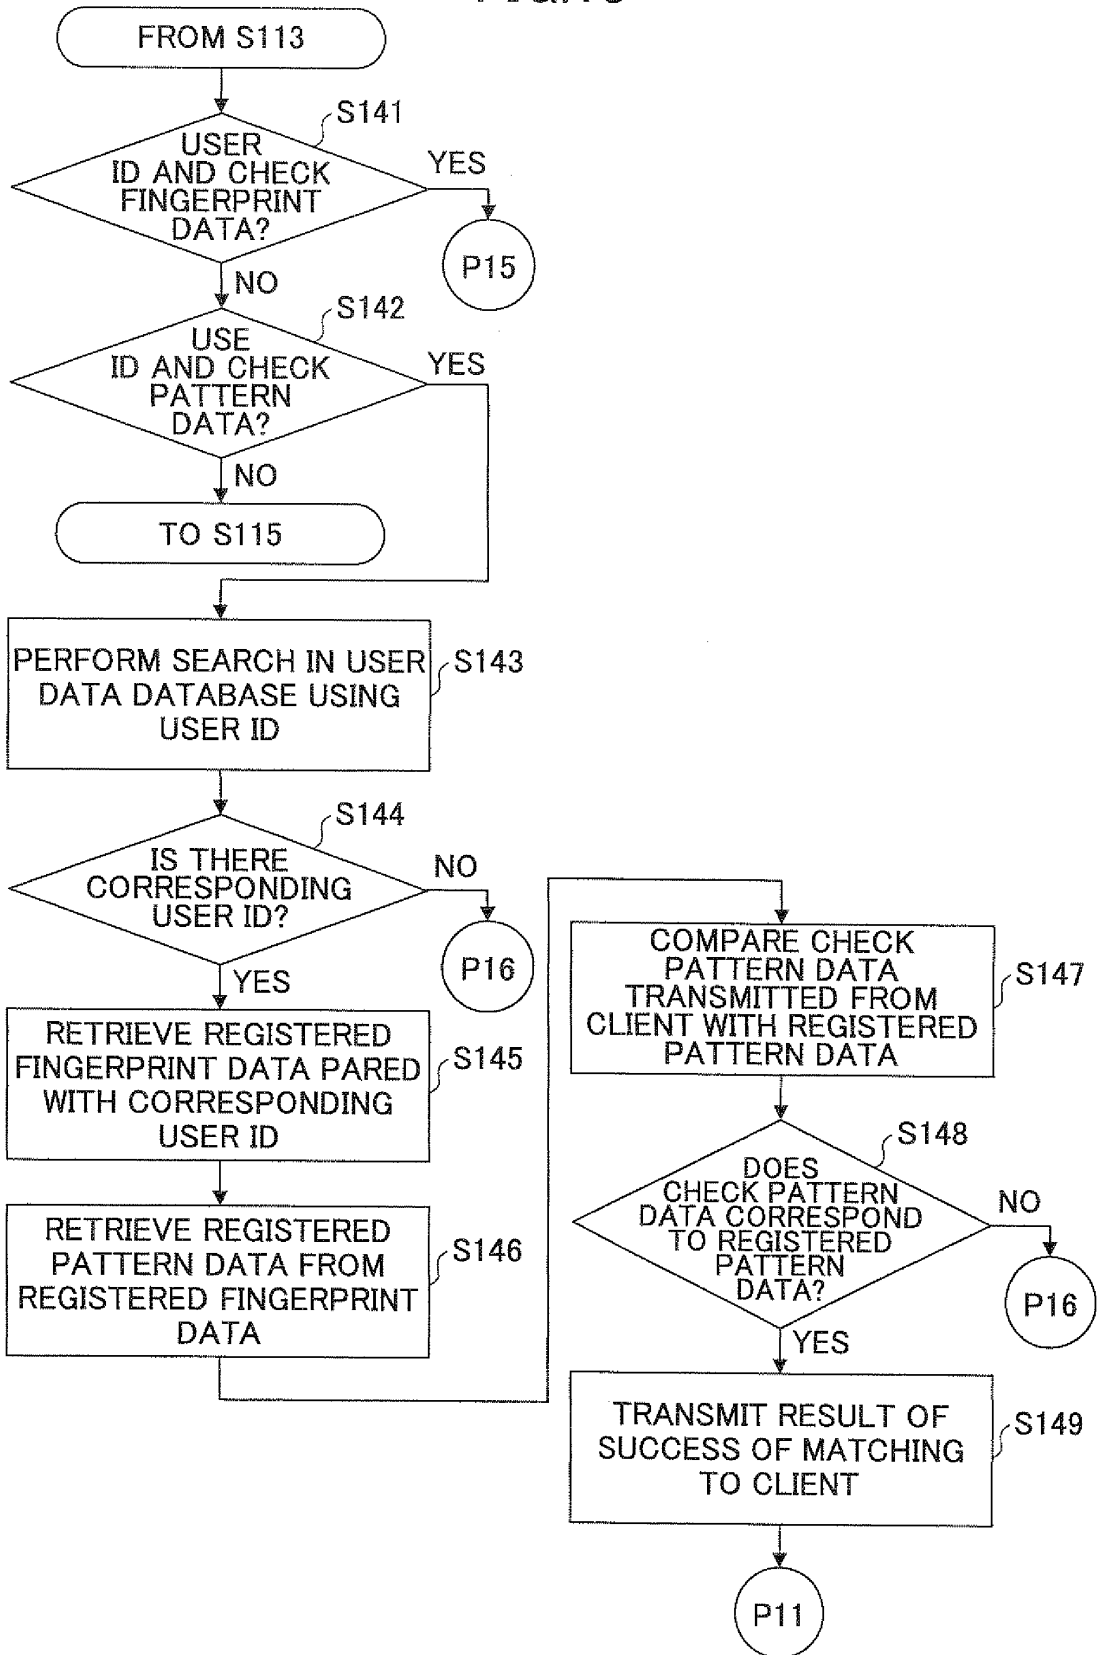 FROM S113
S141
USER
ID AND CHECK
FINGERPRINT
DATA?
YES
P15
NO
S142
USE
ID AND CHECK
PATTERN
DATA?
YES
NO
TO S115
PERFORM SEARCH IN USER
DATA DATABASE USING
USER ID
S143
S144
IS THERE
CORRESPONDING
USER ID?
NO
P16
YES
RETRIEVE REGISTERED
FINGERPRINT DATA PARED
WITH CORRESPONDING
USER ID
S145
RETRIEVE REGISTERED
PATTERN DATA FROM
REGISTERED FINGERPRINT
DATA
S146
COMPARE CHECK
PATTERN DATA
TRANSMITTED FROM
CLIENT WITH REGISTERED
PATTERN DATA
S147
S148
DOES
CHECK PATTERN
DATA CORRESPOND
TO REGISTERED
PATTERN
DATA?
NO
P16
YES
TRANSMIT RESULT OF
SUCCESS OF MATCHING
TO CLIENT
S149
P11